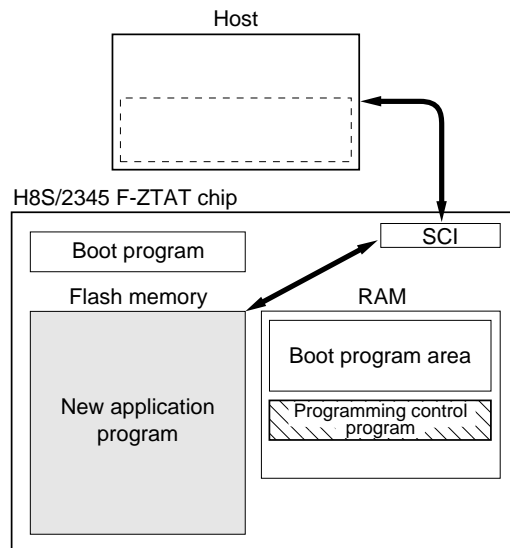 Host
H8S/2345 F-ZTAT chip
SCI
Boot program
Flash memory
RAM
Boot program area
New application
program
Programming control
program